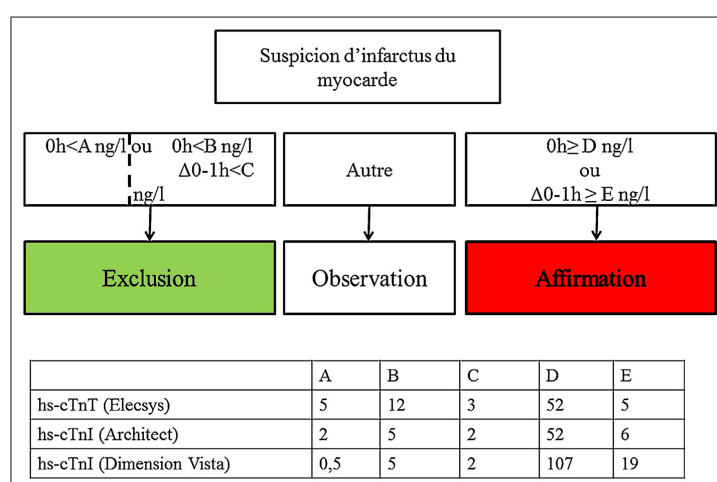 Suspicion d'infarctus du
myocarde
0h<A ng/l ou 0h<B ng/l
Δ0-1h<C
ng/l
Autre
0h≥ D ng/l
ou
Δ0-1h ≥ E ng/l
Exclusion
Observation
Affirmation
A B C D E
hs-cTnT (Elecsys) 5 12 3 52 5
hs-cTnI (Architect) 2 5 2 52 6
hs-cTnI (Dimension Vista) 0,5 5 2 107 19